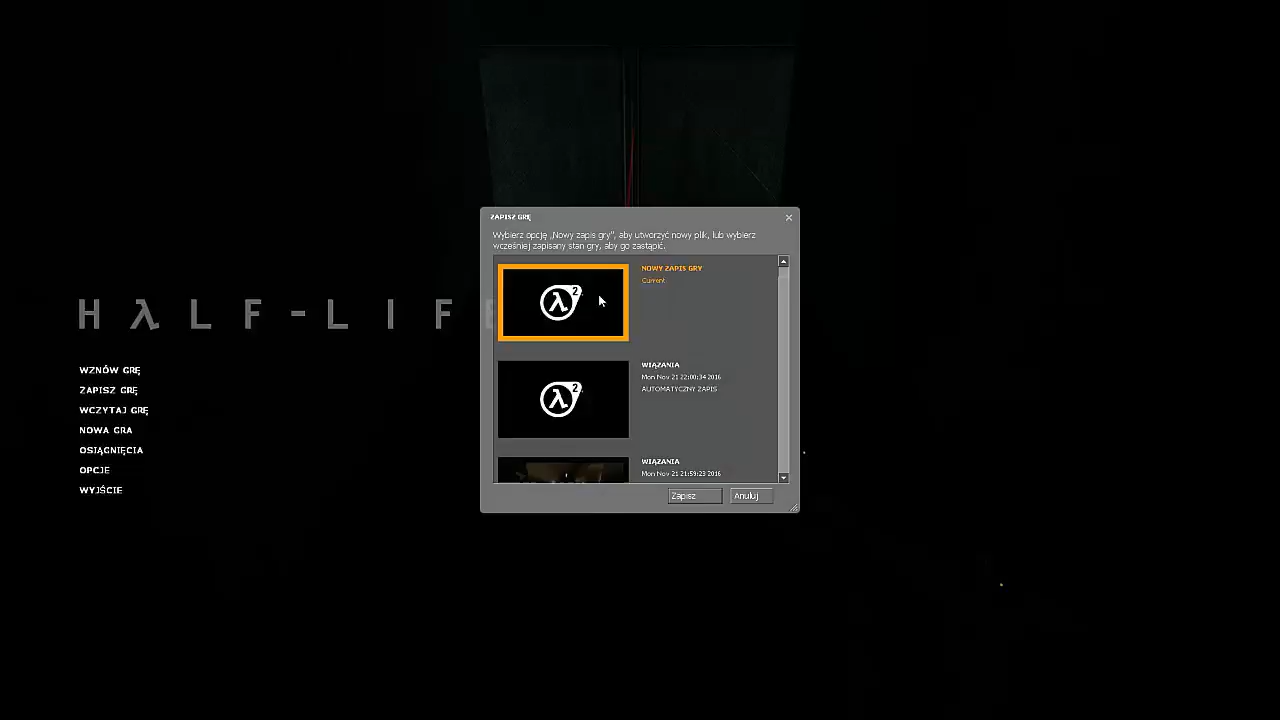 ZAPISZ GRĘ
Wybierz opcję „Nowy zapis gry", aby utworzyć nowy plik, lub wybierz
wcześniej zapisany stan gry, aby go zastąpić.
NOWY ZAPIS GRY
Current
HλLF-LIFE
WIĄZANIA
Mon Nov 21 22:00:34 2016
AUTOMATYCZNY ZAPIS
WIĄZANIA
Mon Nov 21 21:59:23 2016
Zapisz
Anuluj
WZNÓW GRĘ
ZAPISZ GRĘ
WCZYTAJ GRĘ
NOWA GRA
OSIĄGNIĘCIA
OPCJE
WYJŚCIE